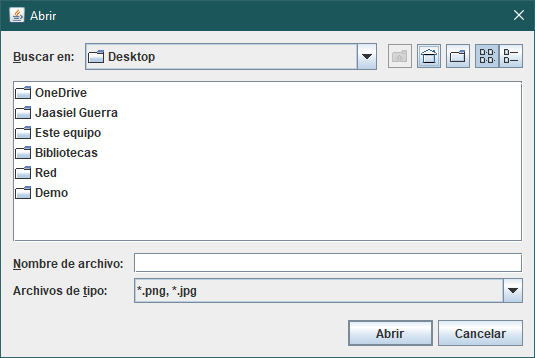 Abrir
Buscar en: Desktop
OneDrive
Jaasiel Guerra
Este equipo
Bibliotecas
Red
Demo
Nombre de archivo:
Archivos de tipo: *.png, *.jpg
Abrir Cancelar